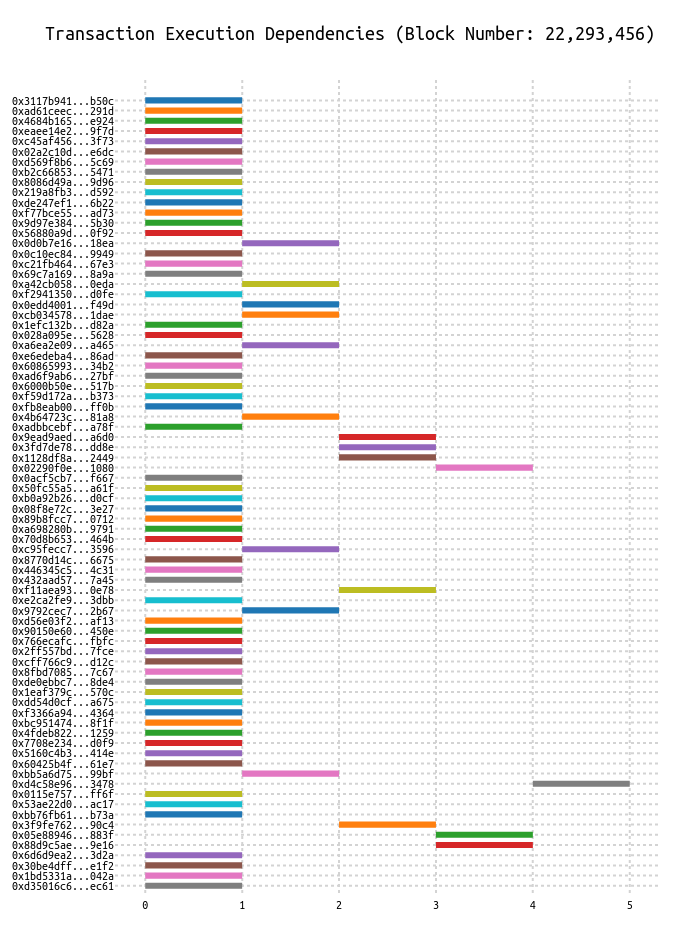 Transaction Execution Dependencies (Block Number: 22,293,456)
0x3117b941...b50c
0xad61ceec...291d
0x4684b165...e924
0xeaee14e2...9f7d
0xc45af456...3f73
0x02a2c10d...e6dc
0xd569f8b6...5c69
0xb2c66853...5471
0x8086d49a...9d96
0x219a8fb3...d592
0xde247ef1...6b22
0xf77bce55...ad73
0x9d97e384...5b30
0x56880a9d...0f92
0x0d0b7e16...18ea
0x0c10ec84...9949
0xc21fb464...67e3
0x69c7a169...8a9a
0xa42cb058...0eda
0xf2941350...d0fe
0x0edd4001...f49d
0xcb034578...1dae
0x1efc132b...d82a
0x028a095e...5628
0xa6ea2e09...a465
0xe6edeba4...86ad
0x60865993...34b2
0xad6f9ab6...27bf
0x6000b50e...517b
0xf59d172a...b373
0xfb8eab00...ff0b
0x4b64723c...81a8
0xadbbcebf...a78f
0x9ead9aed...a6d0
0x3fd7de78...dd8e
0x1128df8a...2449
0x02290f0e...1080
0x0acf5cb7...f667
0x50fc55a5...a61f
0xb0a92b26...d0cf
0x08f8e72c...3e27
0x89b8fcc7...0712
0xa698280b...9791
0x70d8b653...464b
0xc95fecc7...3596
0x8770d14c...6675
0x446345c5...4c31
0x432aad57...7a45
0xf11aea93...0e78
0xe2ca2fe9...3dbb
0x9792cec7...2b67
0xd56e03f2...af13
0x90150e60...450e
0x766ecafc...fbfc
0x2ff557bd...7fce
0xcff766c9...d12c
0x8fbd7085...7c67
0xde0ebbc7...8de4
0x1eaf379c...570c
0xdd54d0cf...a675
0xf3366a94...4364
0xbc951474...8f1f
0x4fdeb822...1259
0x7708e234...d0f9
0x5160c4b3...414e
0x60425b4f...61e7
0xbb5a6d75...99bf
0xd4c58e96...3478
0x0115e757...ff6f
0x53ae22d0...ac17
0xbb76fb61...b73a
0x3f9fe762...90c4
0x05e88946...883f
0x88d9c5ae...9e16
0x6d6d9ea2...3d2a
0x30be4dff...e1f2
0x1bd5331a...042a
0xd35016c6...ec61
0 1 2 3 4 5